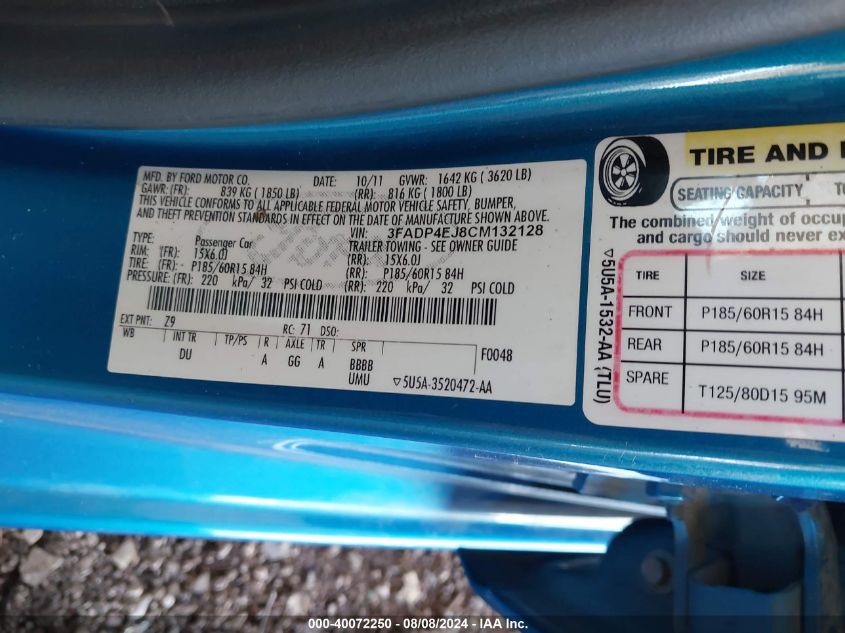 MFD. BY FORD MOTOR CO. DATE: 10/11 GVWR: 1642 KG ( 3620 LB)
GAWR: (FR): 839 KG ( 1850 LB) (RR): 816 KG ( 1800 LB)
THIS VEHICLE CONFORMS TO ALL APPLICABLE FEDERAL MOTOR VEHICLE SAFETY, BUMPER,
AND THEFT PREVENTION STANDARDS IN EFFECT ON THE DATE OF MANUFACTURE SHOWN ABOVE.
VIN: 3FADP4EJ8CM132128
TYPE: Passenger Car TRAILER TOWING - SEE OWNER GUIDE
RIM: (FR): 15X6.0J (RR): 15X6.0J
TIRE: (FR): P185/60R15 84H (RR): P185/60R15 84H
PRESSURE: (FR): 220 kPa/ 32 PSI COLD (RR): 220 kPa/ 32 PSI COLD
EXT PNT: Z9 RC: 71 DSO:
WB INT TR TP/PS R AXLE TR SPR F0048
DU A GG A BBBB
UMU ▽5U5A-3520472-AA
▽5U5A-1532-AA (TLU)
TIRE AND
SEATING CAPACITY
The combined weight of
and cargo should never
TIRE SIZE
FRONT P185/60R15 84H
REAR P185/60R15 84H
SPARE T125/80D15 95M
000-40072250 - 08/08/2024 - IAAI.COM